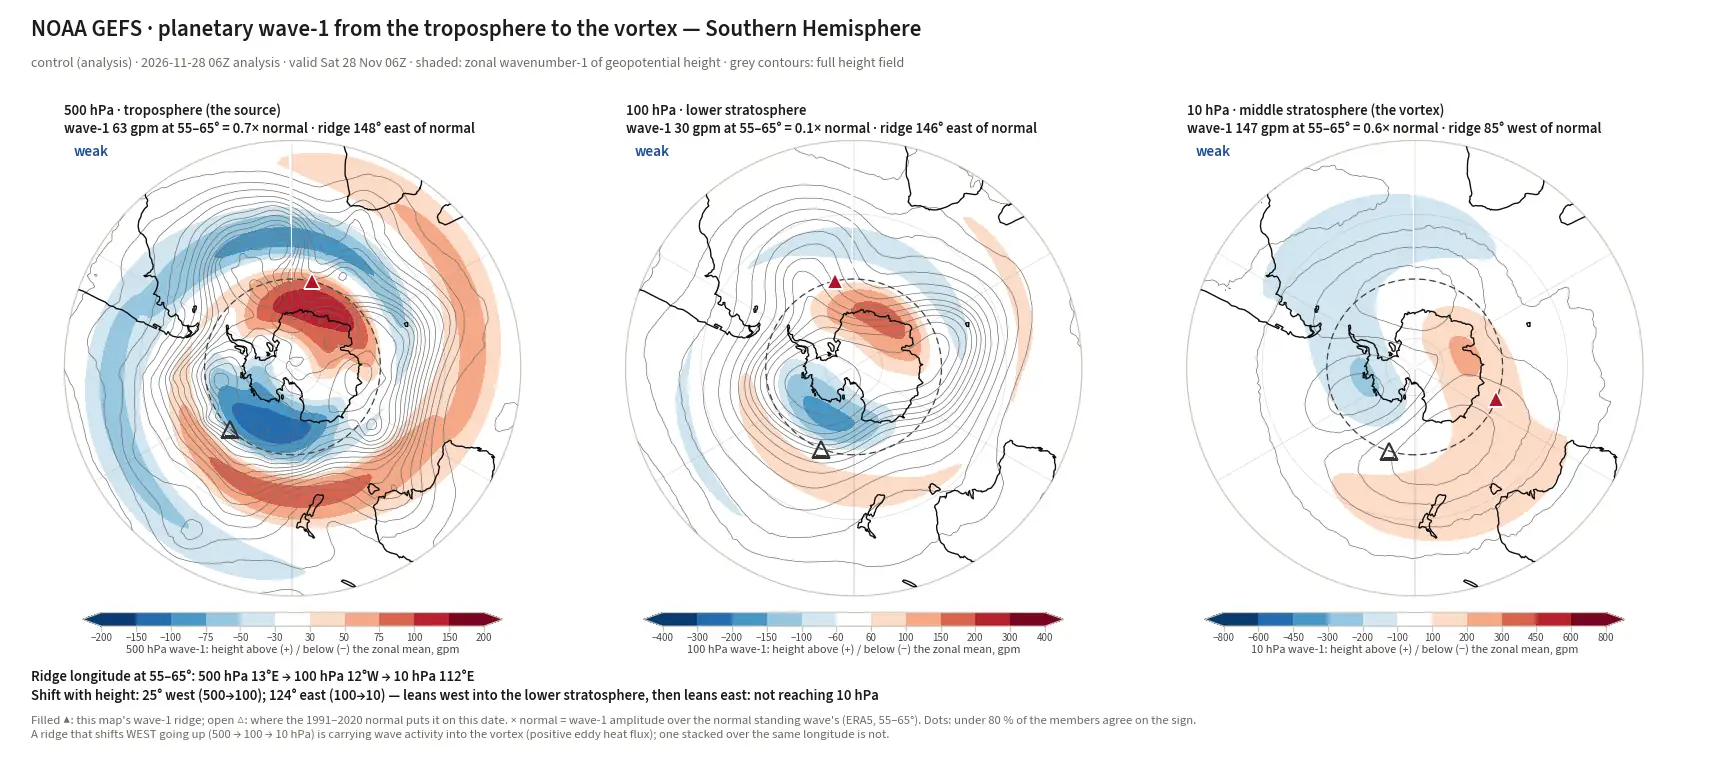 NOAA GEFS · planetary wave-1 from the troposphere to the vortex — Southern Hemisphere
control (analysis) · 2026-11-28 06Z analysis · valid Sat 28 Nov 06Z · shaded: zonal wavenumber-1 of geopotential height · grey contours: full height field
500 hPa · troposphere (the source)
wave-1 63 gpm at 55–65° = 0.7× normal · ridge 148° east of normal
weak
100 hPa · lower stratosphere
wave-1 30 gpm at 55–65° = 0.1× normal · ridge 146° east of normal
weak
10 hPa · middle stratosphere (the vortex)
wave-1 147 gpm at 55–65° = 0.6× normal · ridge 85° west of normal
weak
−200 −150 −100 −75 −50 −30 30 50 75 100 150 200
500 hPa wave-1: height above (+) / below (−) the zonal mean, gpm
−400 −300 −200 −150 −100 −60 60 100 150 200 300 400
100 hPa wave-1: height above (+) / below (−) the zonal mean, gpm
−800 −600 −450 −300 −200 −100 100 200 300 450 600 800
10 hPa wave-1: height above (+) / below (−) the zonal mean, gpm
Ridge longitude at 55–65°: 500 hPa 13°E → 100 hPa 12°W → 10 hPa 112°E
Shift with height: 25° west (500→100); 124° east (100→10) — leans west into the lower stratosphere, then leans east: not reaching 10 hPa
Filled ▲: this map's wave-1 ridge; open △: where the 1991–2020 normal puts it on this date. × normal = wave-1 amplitude over the normal standing wave's (ERA5, 55–65°). Dots: under 80 % of the members agree on the sign.
A ridge that shifts WEST going up (500 → 100 → 10 hPa) is carrying wave activity into the vortex (positive eddy heat flux); one stacked over the same longitude is not.